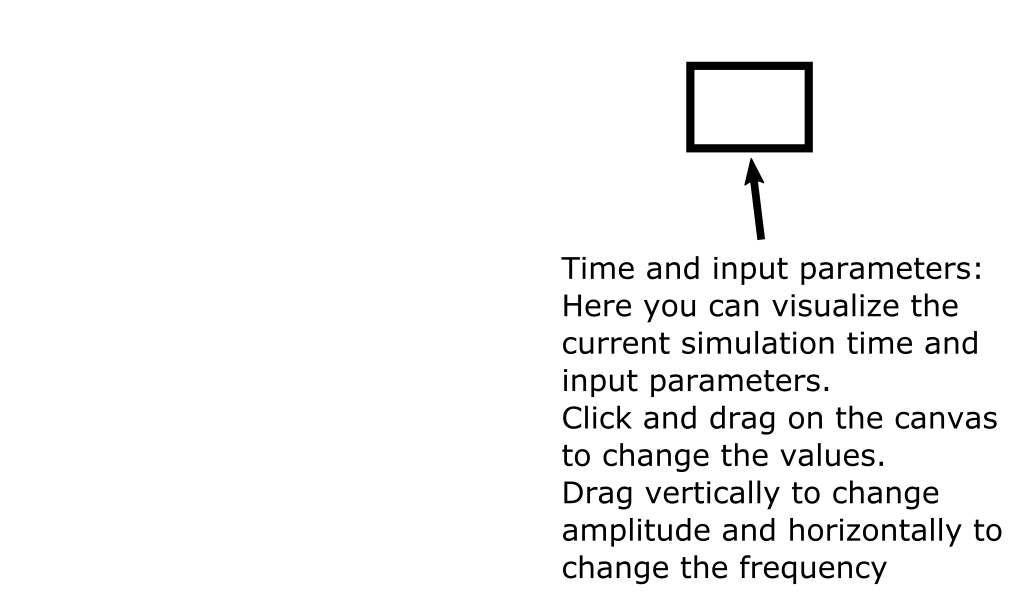 Time and input parameters:
Here you can visualize the
current simulation time and
input parameters.
Click and drag on the canvas
to change the values.
Drag vertically to change
amplitude and horizontally to
change the frequency